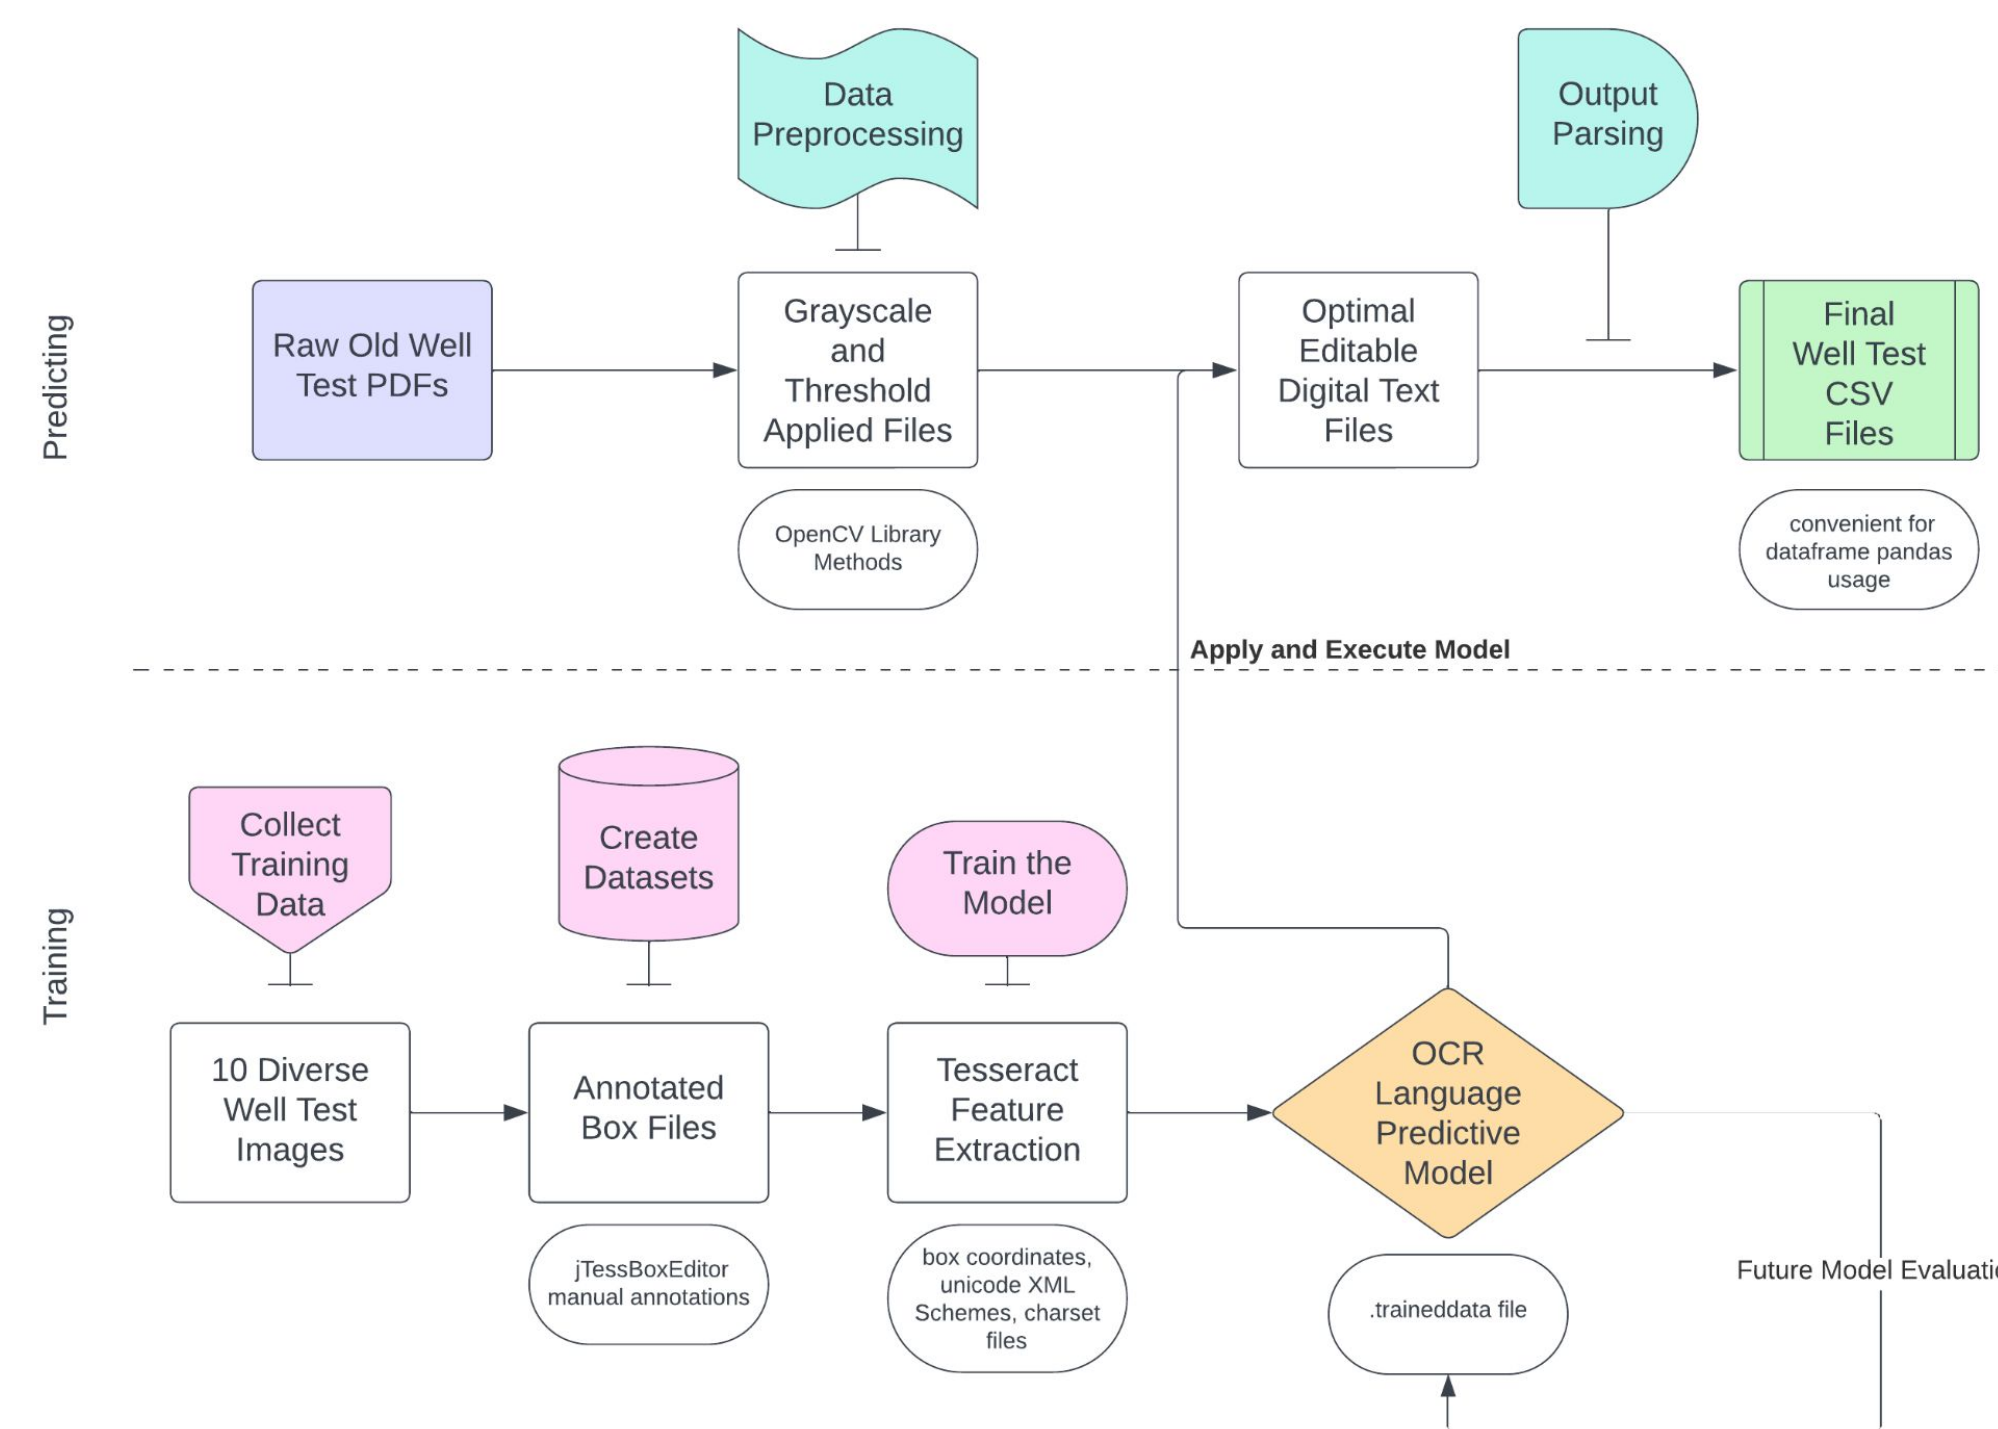 Data
Preprocessing
Output
Parsing
Predicting
Raw Old Well
Test PDFs
Grayscale
and
Threshold
Applied Files
Optimal
Editable
Digital Text
Files
Final
Well Test
CSV
Files
OpenCV Library
Methods
convenient for
dataframe pandas
usage
Apply and Execute Model
Training
Collect
Training
Data
Create
Datasets
Train the
Model
10 Diverse
Well Test
Images
Annotated
Box Files
Tesseract
Feature
Extraction
OCR
Language
Predictive
Model
jTessBoxEditor
manual annotations
box coordinates,
unicode XML
Schemes, charset
files
.traineddata file
Future Model